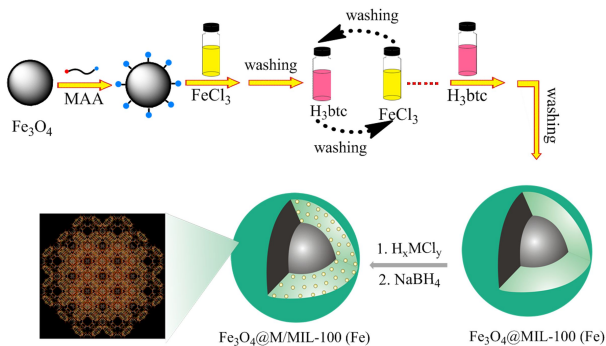 washing
Fe₃O₄
MAA
FeCl₃
washing
H₃btc
FeCl₃
H₃btc
washing
washing
1. HₓMClᵧ
2. NaBH₄
Fe₃O₄@M/MIL-100 (Fe)
Fe₃O₄@MIL-100 (Fe)